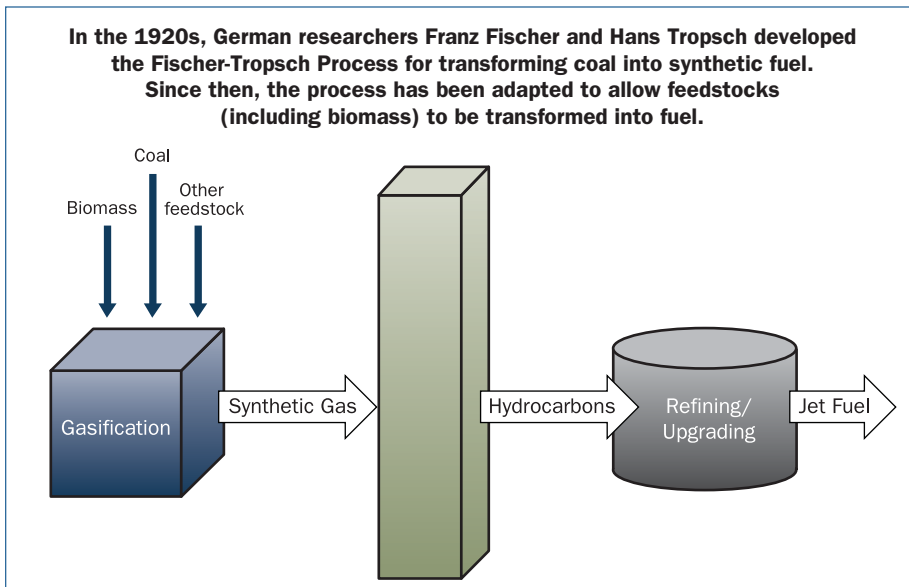 In the 1920s, German researchers Franz Fischer and Hans Tropsch developed
the Fischer-Tropsch Process for transforming coal into synthetic fuel.
Since then, the process has been adapted to allow feedstocks
(including biomass) to be transformed into fuel.
Coal
Biomass
Other
feedstock
Gasification
Synthetic Gas
Hydrocarbons
Refining/
Upgrading
Jet Fuel